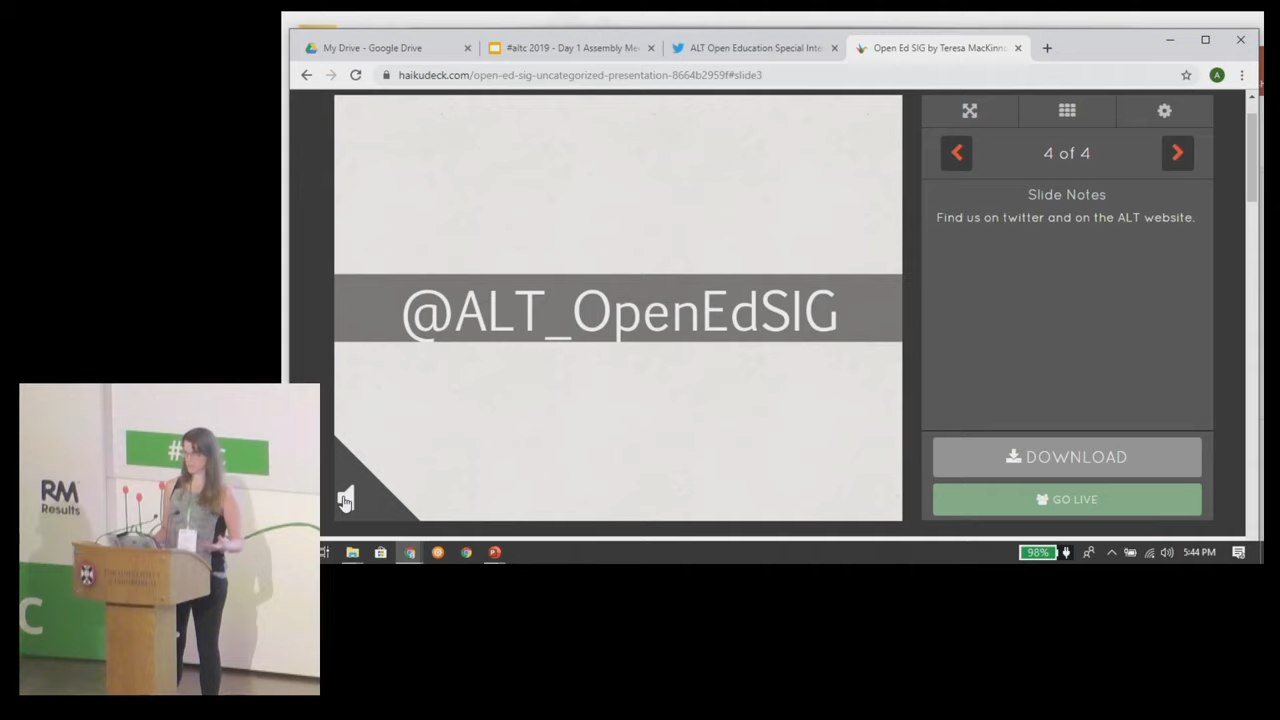 My Drive - Google Drive
#altc 2019 - Day 1 Assembly Me
ALT Open Education Special Inte
Open Ed SIG by Teresa MacKinno
haikudeck.com/open-ed-sig-uncategorized-presentation-8664b2959f#slide3
A
4 of 4
Slide Notes
Find us on twitter and on the ALT website.
@ALT_OpenEdSIG
DOWNLOAD
GO LIVE
98%
5:44 PM
RM
Results
C